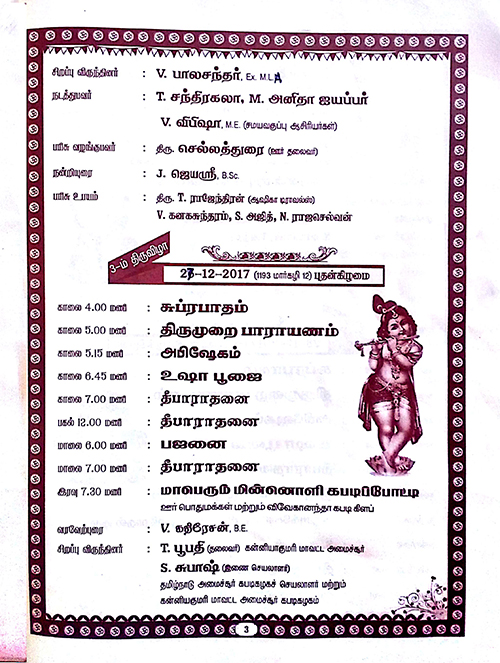 சிறப்பு விருந்தினர் : V. பாலசந்தர், Ex. M.L.A
நடத்துபவர் : T. சந்திரகலா, M. அனிதா ஐயப்பர்
V. விபிஷா, M.E. (சமயவகுப்பு ஆசிரியர்கள்)
பரிசு வழங்குபவர் : திரு. செல்லத்துரை (ஊர் தலைவர்)
நன்றியுரை : J. ஜெயஸ்ரீ, B.Sc.
பரிசு உபயம் : திரு. T. ராஜேந்திரன் (ஆஷிகா டிராவல்ஸ்)
V. கனகசுந்தரம், S. அஜித், N. ராஜசெல்வன்
3-ம் திருவிழா
27-12-2017 (1193 மார்கழி 12) புதன்கிழமை
காலை 4.00 மணி : சுப்ரபாதம்
காலை 5.00 மணி : திருமுறை பாராயணம்
காலை 5.15 மணி : அபிஷேகம்
காலை 6.45 மணி : உஷா பூஜை
காலை 7.00 மணி : தீபாராதனை
பகல் 12.00 மணி : தீபாராதனை
மாலை 6.00 மணி : பஜனை
மாலை 7.00 மணி : தீபாராதனை
இரவு 7.30 மணி : மாபெரும் மின்னொளி கபடிப்போட்டி
ஊர் பொதுமக்கள் மற்றும் விவேகானந்தா கபடி கிளப்
வரவேற்புரை : V. கதிரேசன், B.E.
சிறப்பு விருந்தினர் : T. பூபதி (தலைவர்) கன்னியாகுமரி மாவட்ட அமைச்சூர்
S. சுபாஷ் (இணை செயலாளர்)
தமிழ்நாடு அமைச்சூர் கபடிகழகச் செயலாளர் மற்றும்
கன்னியகுமரி மாவட்ட அமைச்சூர் கபடிகழகம்
3